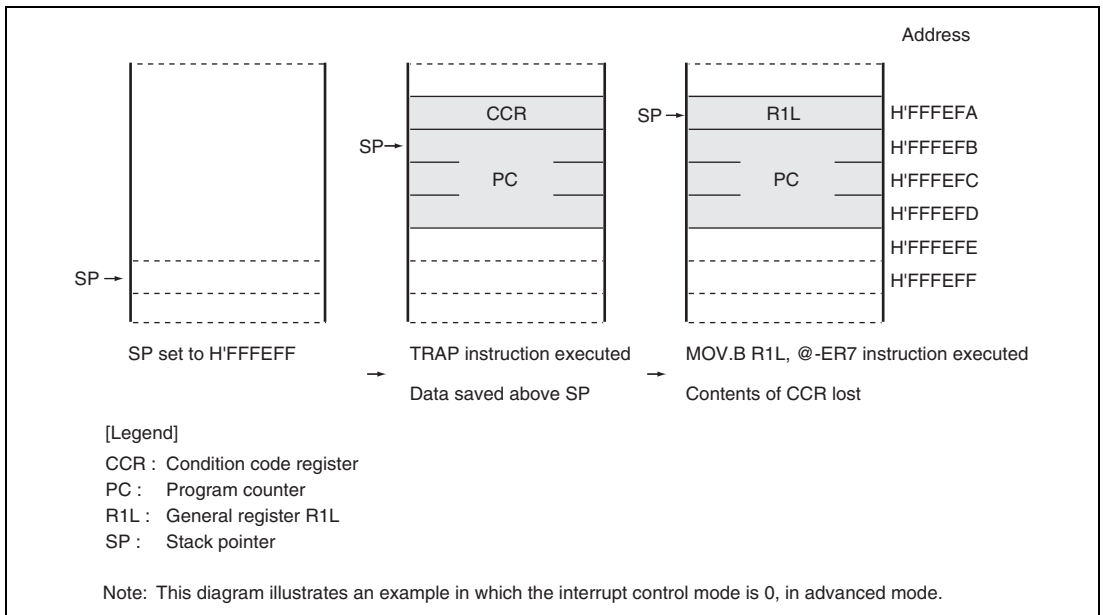 Address
CCR
SP
R1L
H'FFFEFA
SP
H'FFFEFB
PC
PC
H'FFFEFC
H'FFFEFD
H'FFFEFE
SP
H'FFFEFF
SP set to H'FFFEFF
TRAP instruction executed
MOV.B R1L, @-ER7 instruction executed
Data saved above SP
Contents of CCR lost
[Legend]
CCR : Condition code register
PC : Program counter
R1L : General register R1L
SP : Stack pointer
Note: This diagram illustrates an example in which the interrupt control mode is 0, in advanced mode.